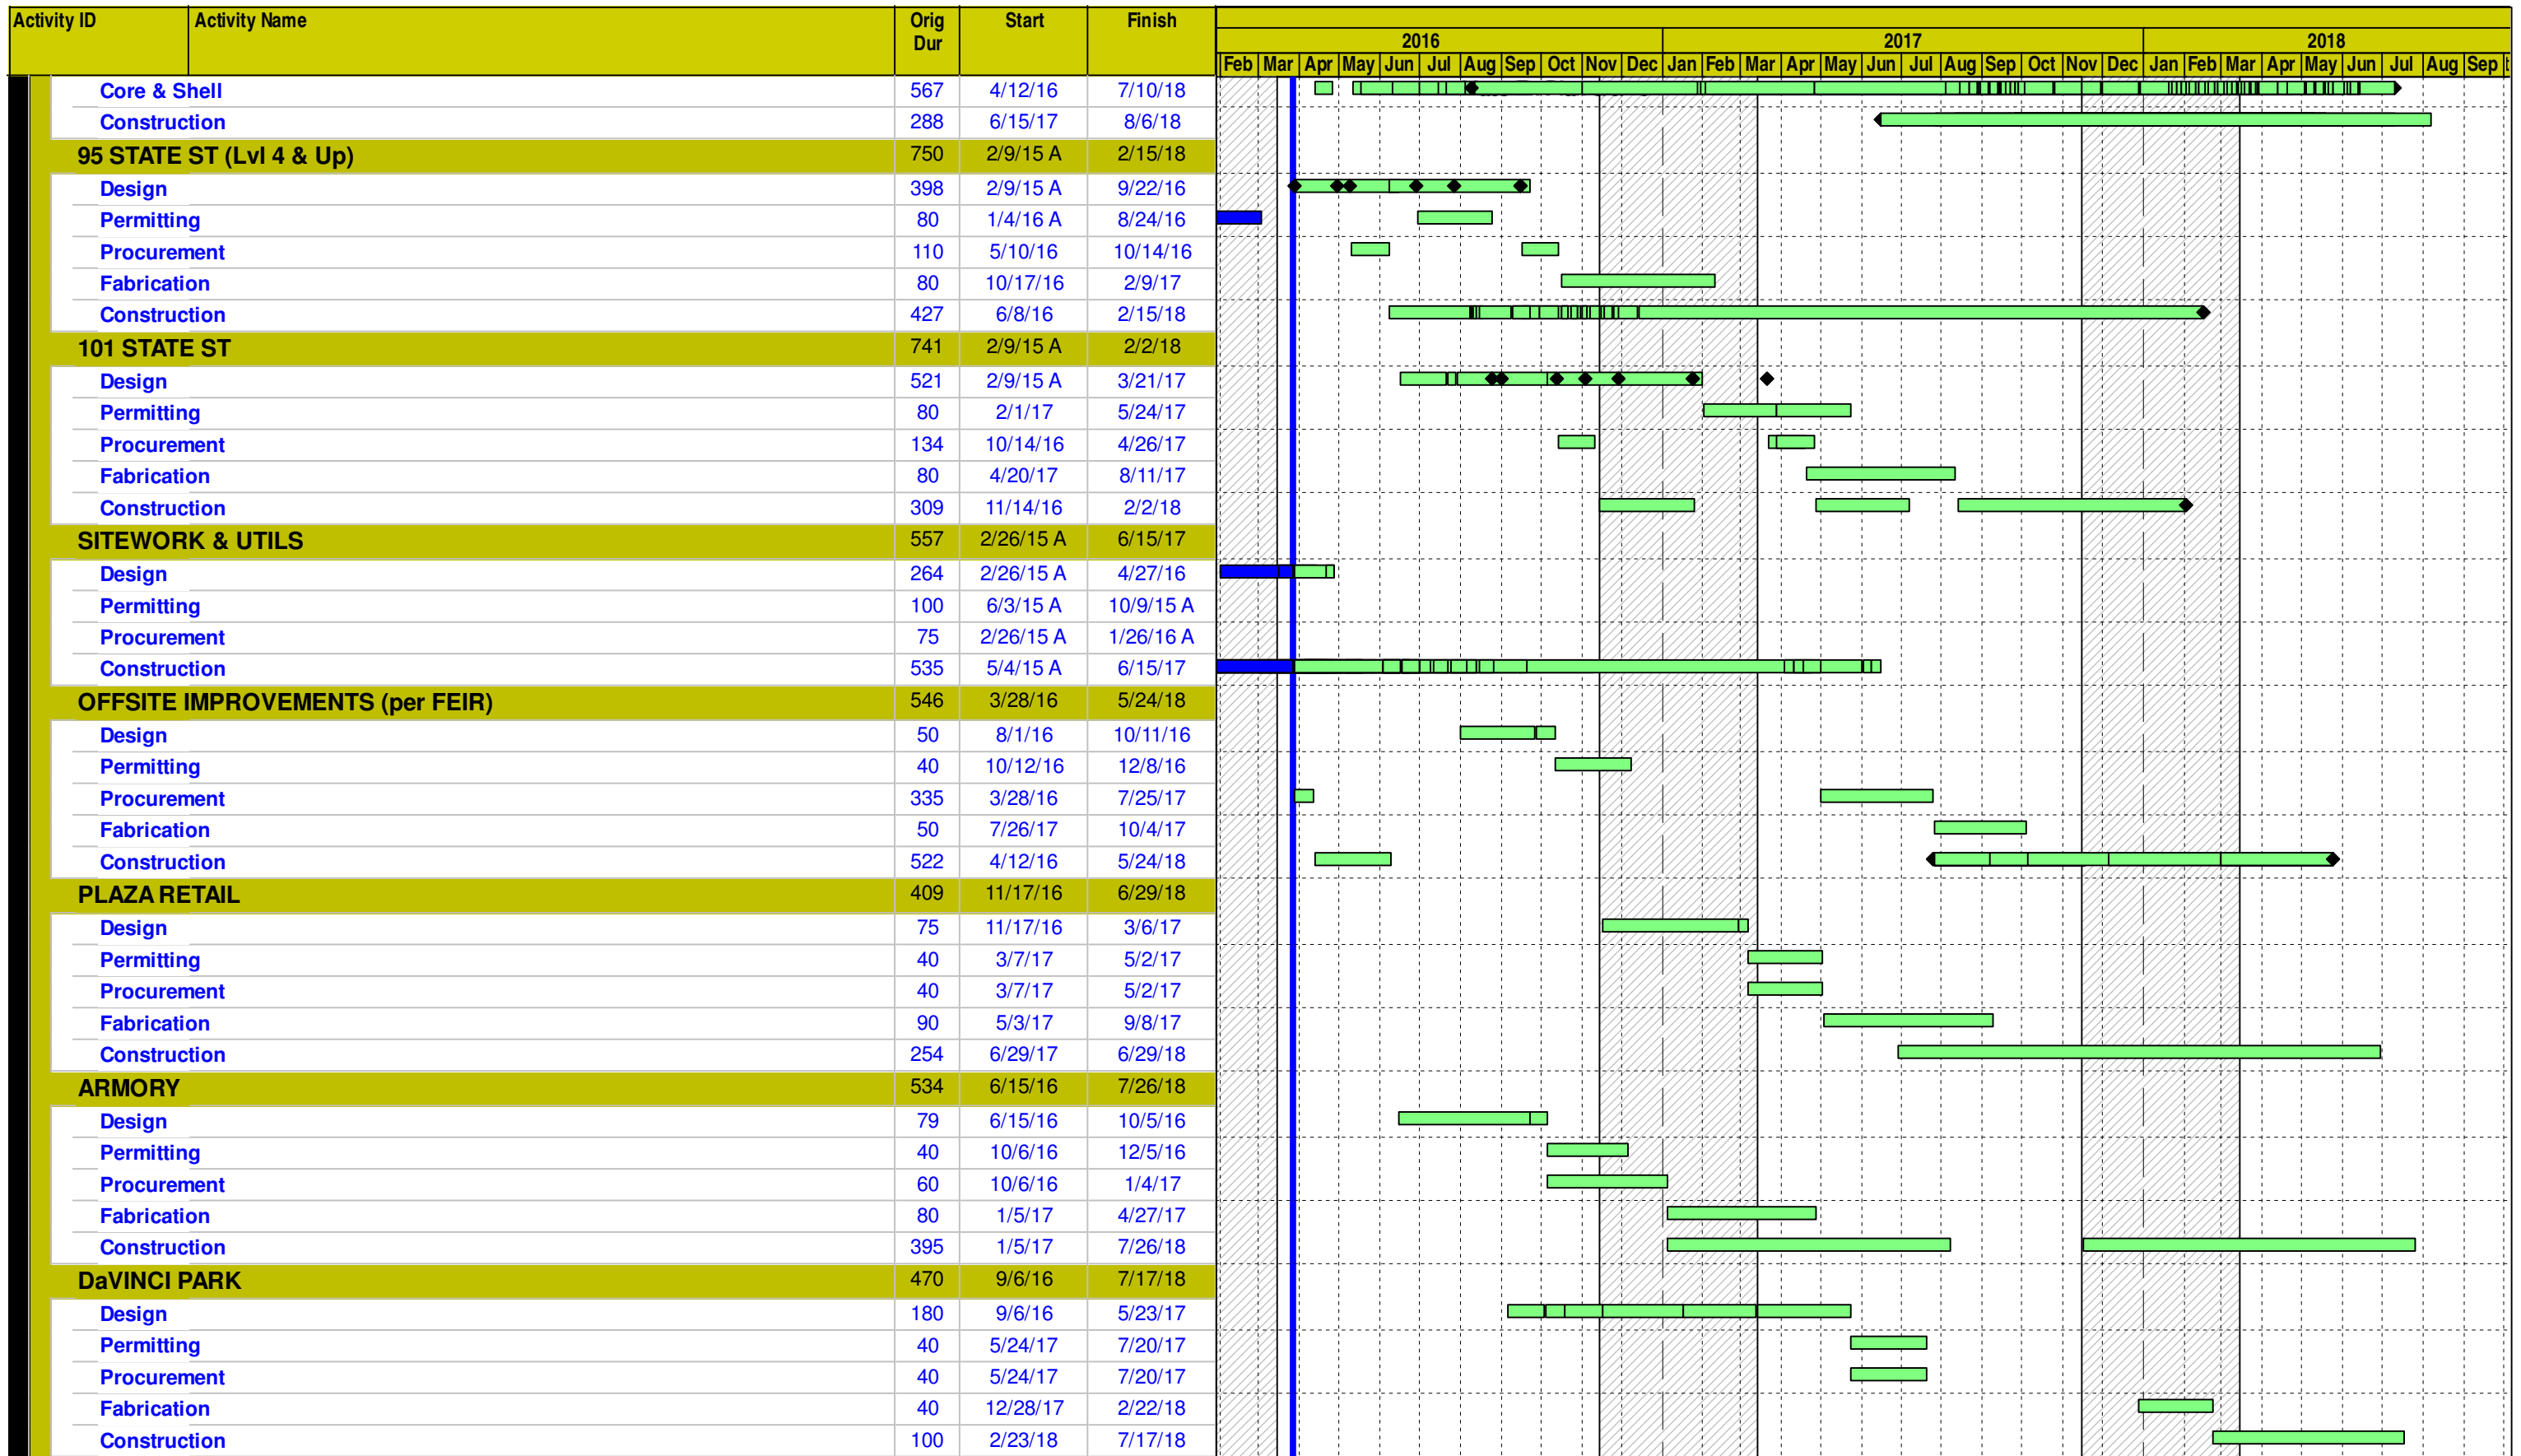 Activity ID Activity Name Orig Dur Start Finish
2016 2017 2018
Feb Mar Apr May Jun Jul Aug Sep Oct Nov Dec Jan Feb Mar Apr May Jun Jul Aug Sep Oct Nov Dec Jan Feb Mar Apr May Jun Jul Aug Sep
Core & Shell 567 4/12/16 7/10/18
Construction 288 6/15/17 8/6/18
95 STATE ST (Lvl 4 & Up) 750 2/9/15 A 2/15/18
Design 398 2/9/15 A 9/22/16
Permitting 80 1/4/16 A 8/24/16
Procurement 110 5/10/16 10/14/16
Fabrication 80 10/17/16 2/9/17
Construction 427 6/8/16 2/15/18
101 STATE ST 741 2/9/15 A 2/2/18
Design 521 2/9/15 A 3/21/17
Permitting 80 2/1/17 5/24/17
Procurement 134 10/14/16 4/26/17
Fabrication 80 4/20/17 8/11/17
Construction 309 11/14/16 2/2/18
SITEWORK & UTILS 557 2/26/15 A 6/15/17
Design 264 2/26/15 A 4/27/16
Permitting 100 6/3/15 A 10/9/15 A
Procurement 75 2/26/15 A 1/26/16 A
Construction 535 5/4/15 A 6/15/17
OFFSITE IMPROVEMENTS (per FEIR) 546 3/28/16 5/24/18
Design 50 8/1/16 10/11/16
Permitting 40 10/12/16 12/8/16
Procurement 335 3/28/16 7/25/17
Fabrication 50 7/26/17 10/4/17
Construction 522 4/12/16 5/24/18
PLAZA RETAIL 409 11/17/16 6/29/18
Design 75 11/17/16 3/6/17
Permitting 40 3/7/17 5/2/17
Procurement 40 3/7/17 5/2/17
Fabrication 90 5/3/17 9/8/17
Construction 254 6/29/17 6/29/18
ARMORY 534 6/15/16 7/26/18
Design 79 6/15/16 10/5/16
Permitting 40 10/6/16 12/5/16
Procurement 60 10/6/16 1/4/17
Fabrication 80 1/5/17 4/27/17
Construction 395 1/5/17 7/26/18
DaVINCI PARK 470 9/6/16 7/17/18
Design 180 9/6/16 5/23/17
Permitting 40 5/24/17 7/20/17
Procurement 40 5/24/17 7/20/17
Fabrication 40 12/28/17 2/22/18
Construction 100 2/23/18 7/17/18